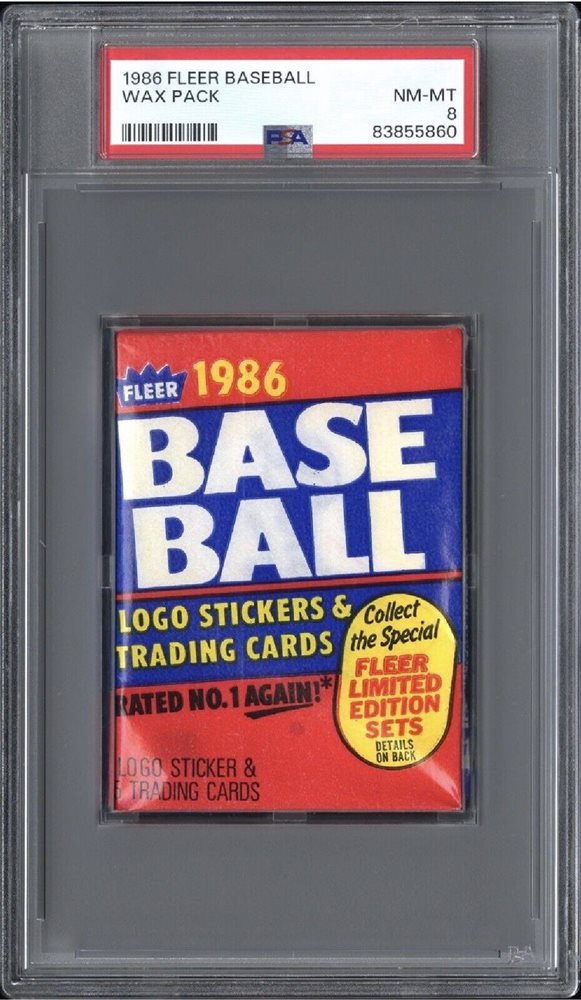 1986 FLEER BASEBALL
WAX PACK
NM-MT
8
83855860
PSA
FLEER 1986
BASE
BALL
LOGO STICKERS &
TRADING CARDS
Collect
the Special
FLEER
LIMITED
EDITION
SETS
DETAILS
ON BACK
RATED NO.1 AGAIN!*
LOGO STICKER &
TRADING CARDS